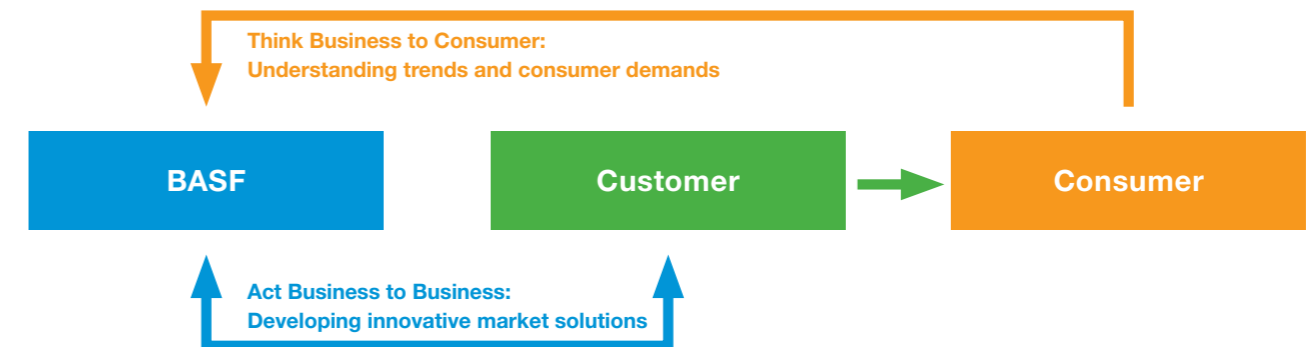 Think Business to Consumer:
Understanding trends and consumer demands
BASF
Customer
Consumer
Act Business to Business:
Developing innovative market solutions